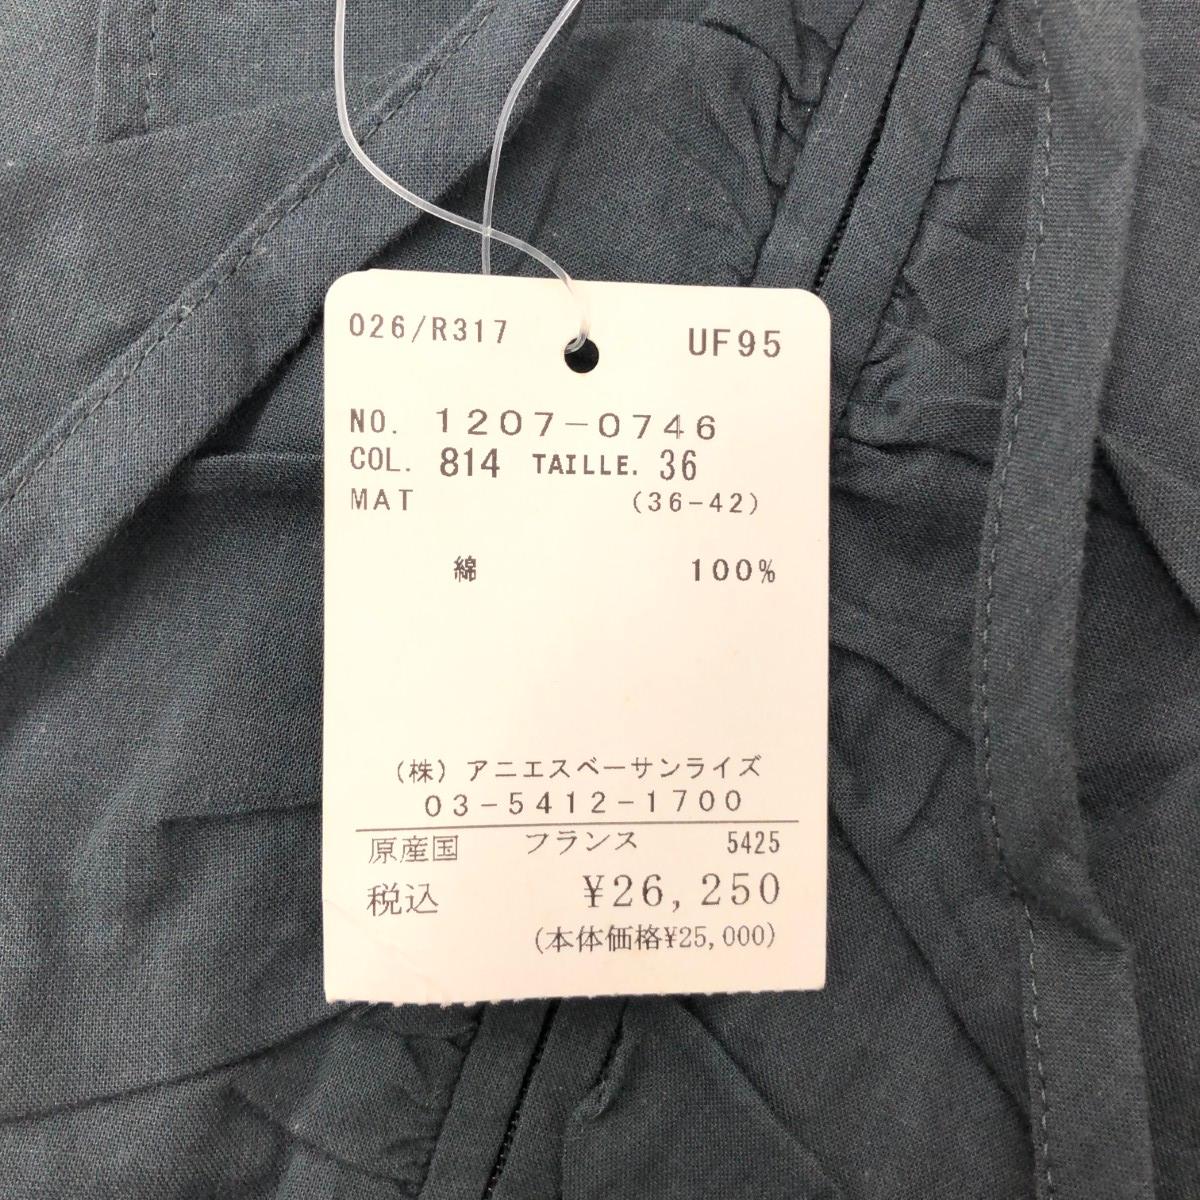 026/R317 UF95
NO. 1207-0746
COL. 814 TAILLE. 36
MAT (36-42)
綿 100%
(株)アニエスベーサンライズ
03-5412-1700
原産国 フランス 5425
税込 ¥26,250
(本体価格¥25,000)